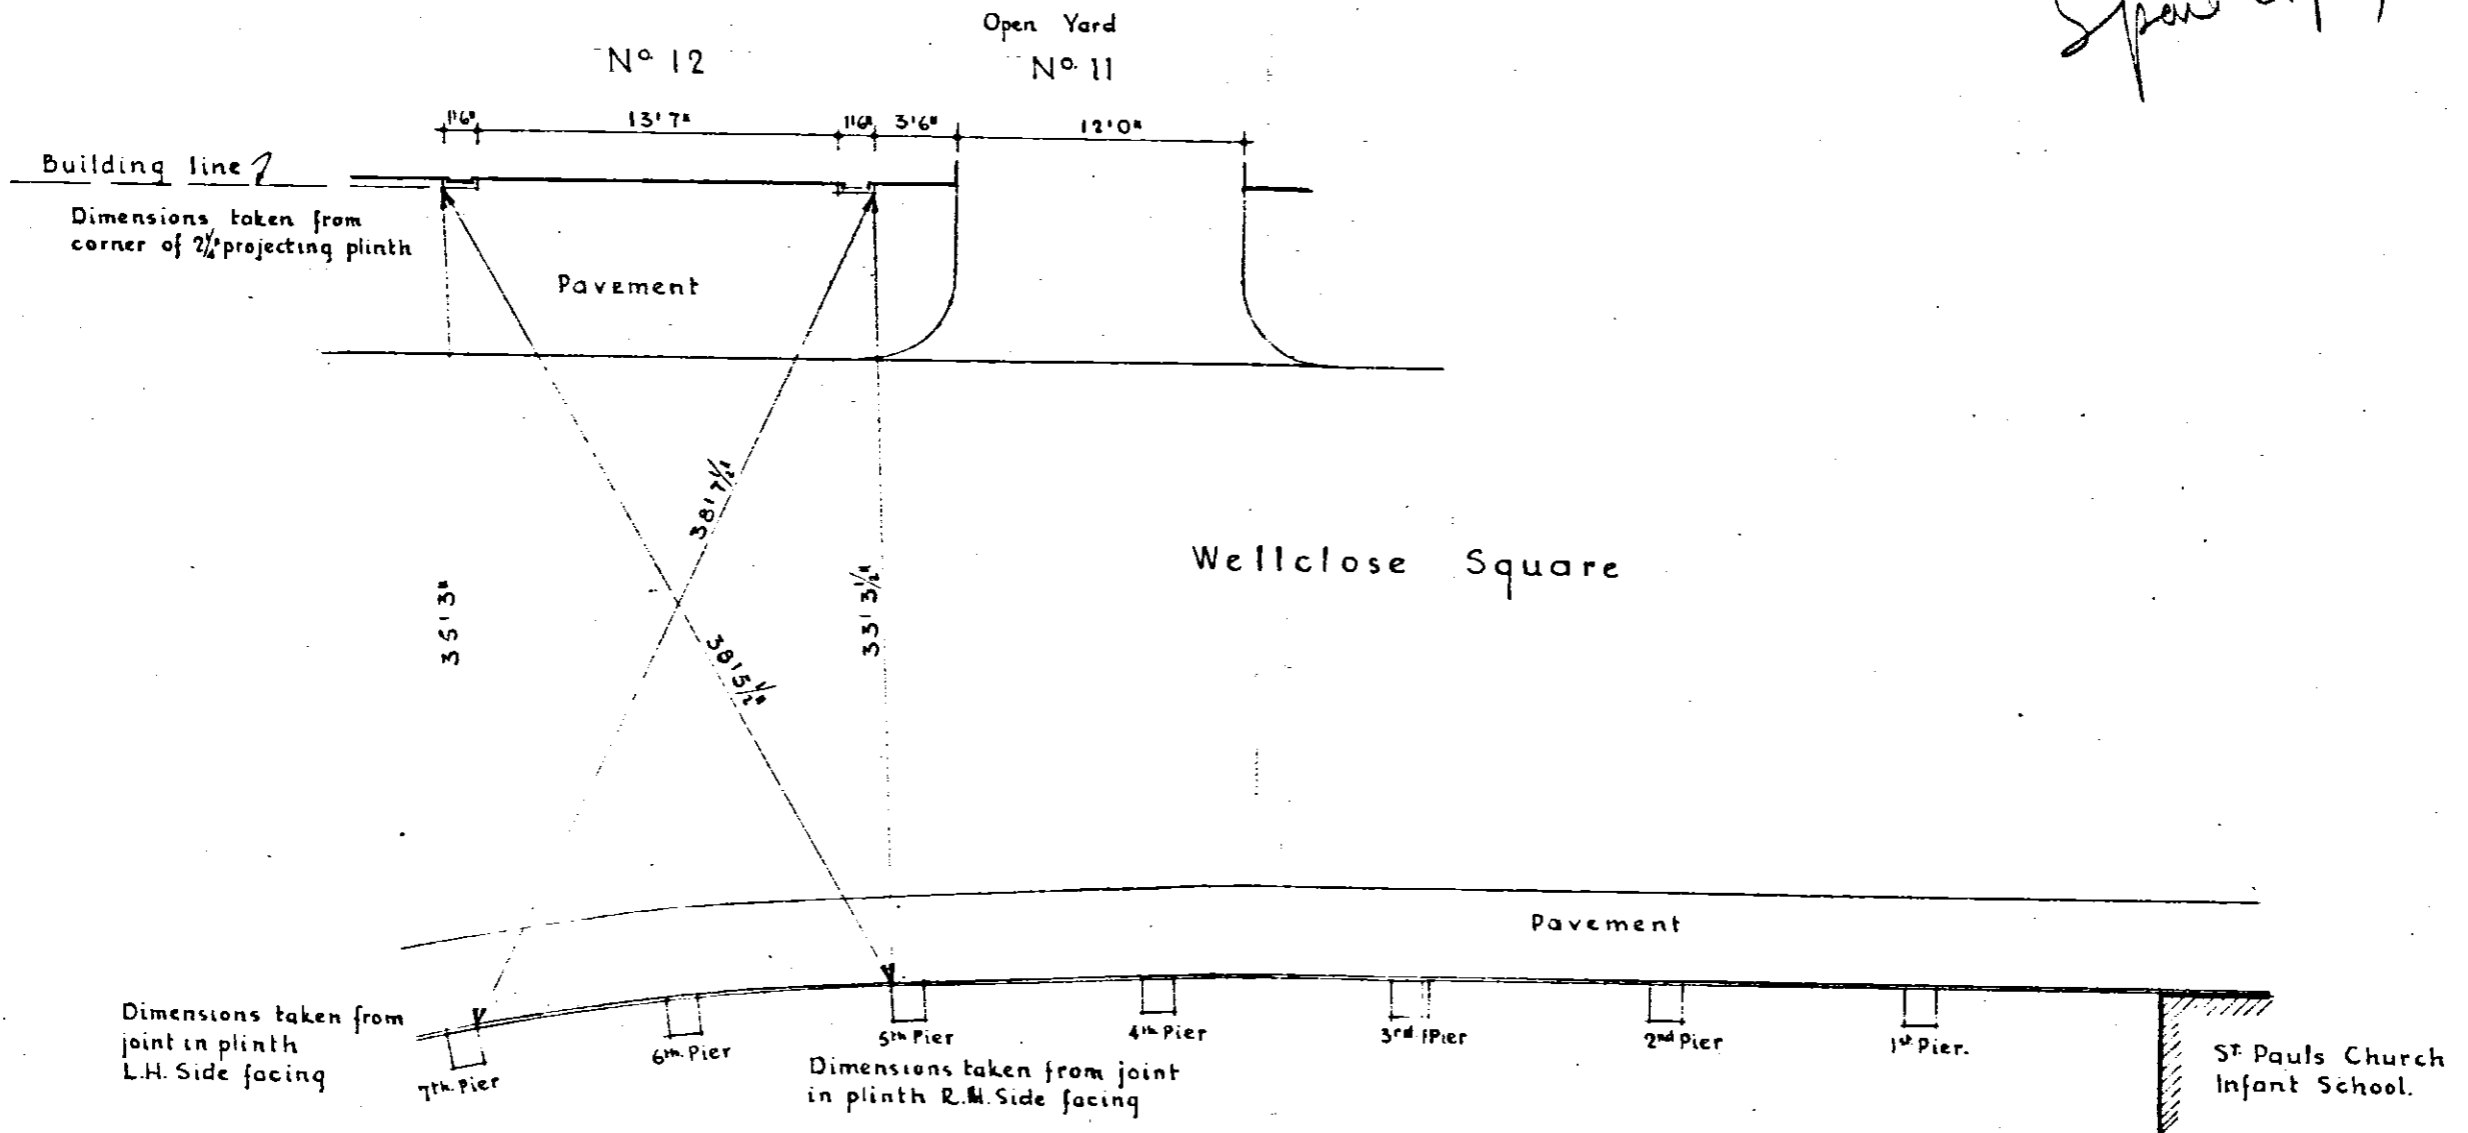 Open Yard
No. 12
No. 11
1'6"
13'7"
1'6"
3'6"
12'0"
Building line
Dimensions taken from
corner of 2¼" projecting plinth
Pavement
38'7½"
35'3"
33'3½"
38'5½"
Wellclose Square
Pavement
Dimensions taken from
joint in plinth
L.H. Side facing
7th. Pier
6th. Pier
5th Pier
4th Pier
3rd Pier
2nd Pier
1st Pier.
Dimensions taken from joint
in plinth R.H. Side facing
St. Pauls Church
Infant School.